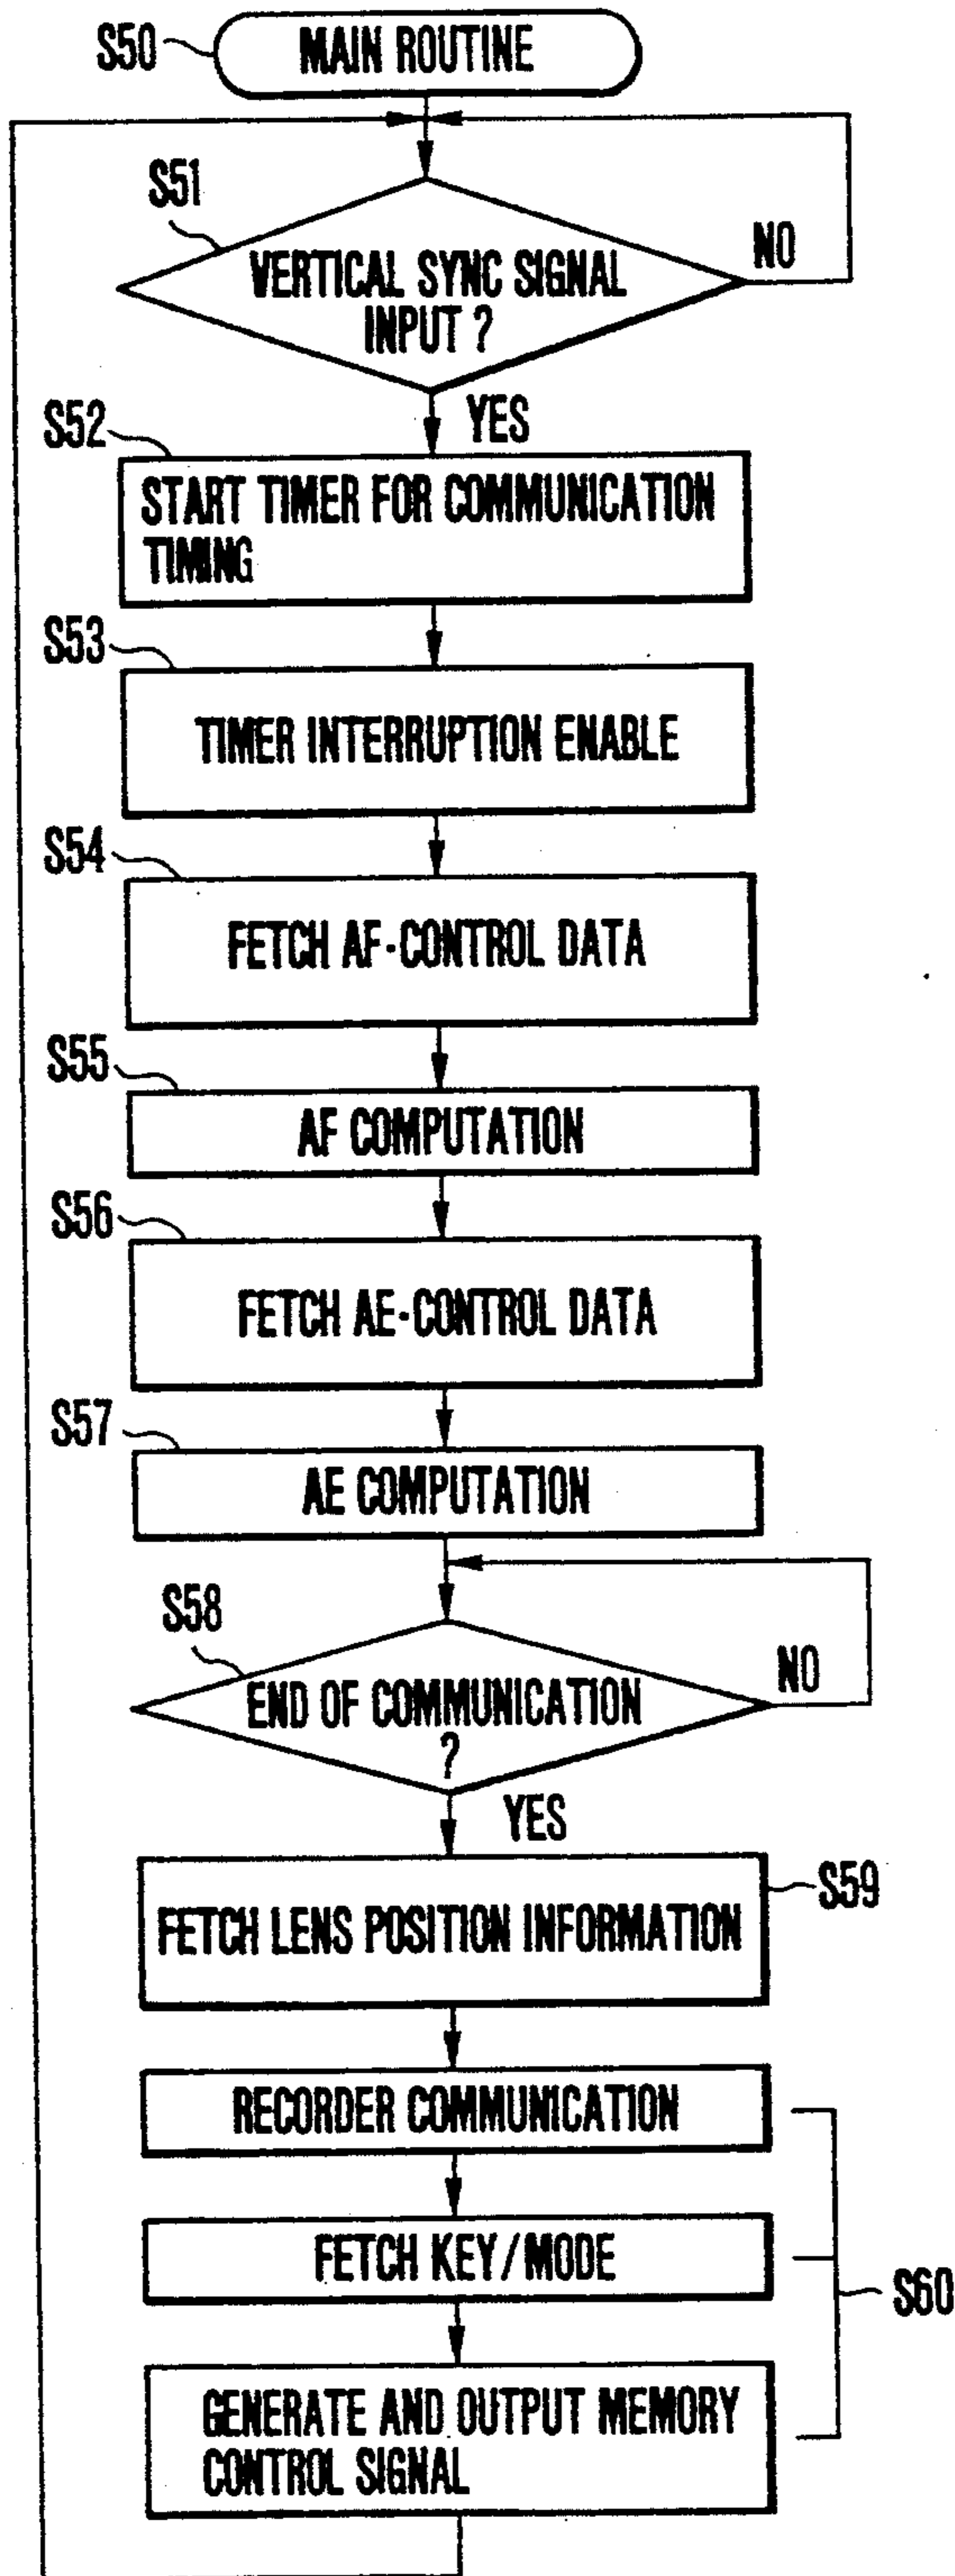 S50
MAIN ROUTINE
S51
VERTICAL SYNC SIGNAL
INPUT ?
NO
YES
S52
START TIMER FOR COMMUNICATION
TIMING
S53
TIMER INTERRUPTION ENABLE
S54
FETCH AF-CONTROL DATA
S55
AF COMPUTATION
S56
FETCH AE-CONTROL DATA
S57
AE COMPUTATION
S58
END OF COMMUNICATION
?
NO
YES
FETCH LENS POSITION INFORMATION
S59
RECORDER COMMUNICATION
FETCH KEY/MODE
S60
GENERATE AND OUTPUT MEMORY
CONTROL SIGNAL